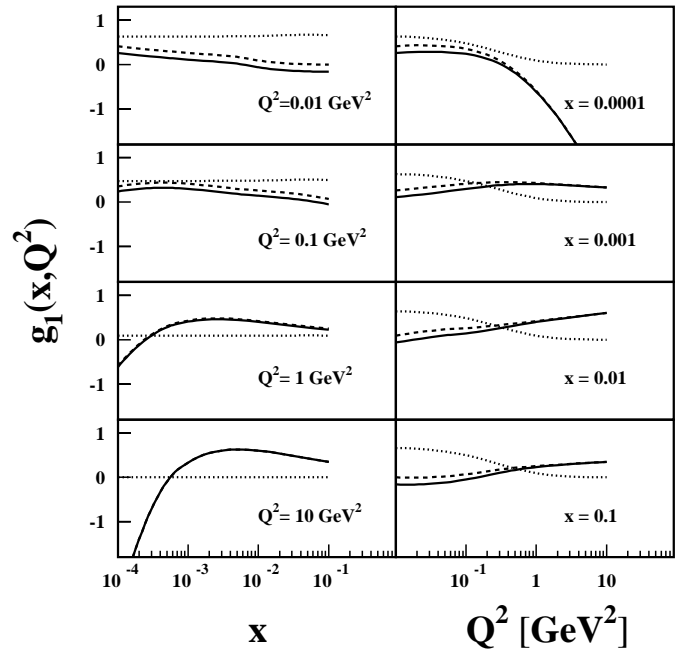 g₁(x,Q²)
1
0
-1
Q²=0.01 GeV²
x = 0.0001
1
0
-1
Q²= 0.1 GeV²
x = 0.001
1
0
-1
Q²= 1 GeV²
x = 0.01
1
0
-1
Q²= 10 GeV²
x = 0.1
10⁻⁴ 10⁻³ 10⁻² 10⁻¹ 10⁻¹ 1 10
x Q² [GeV²]